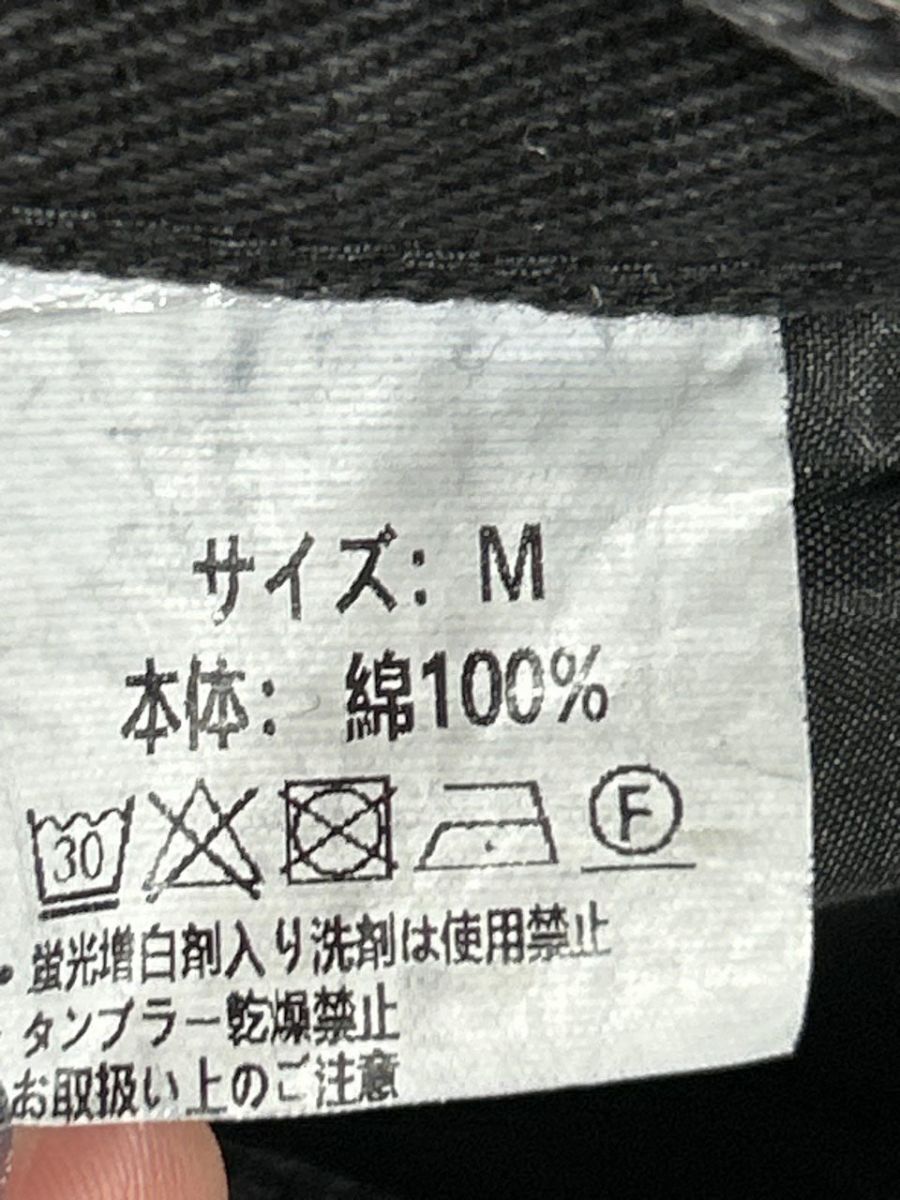 サイズ: M
本体: 綿100%
30 F
・蛍光増白剤入り洗剤は使用禁止
・タンブラー乾燥禁止
お取扱い上のご注意